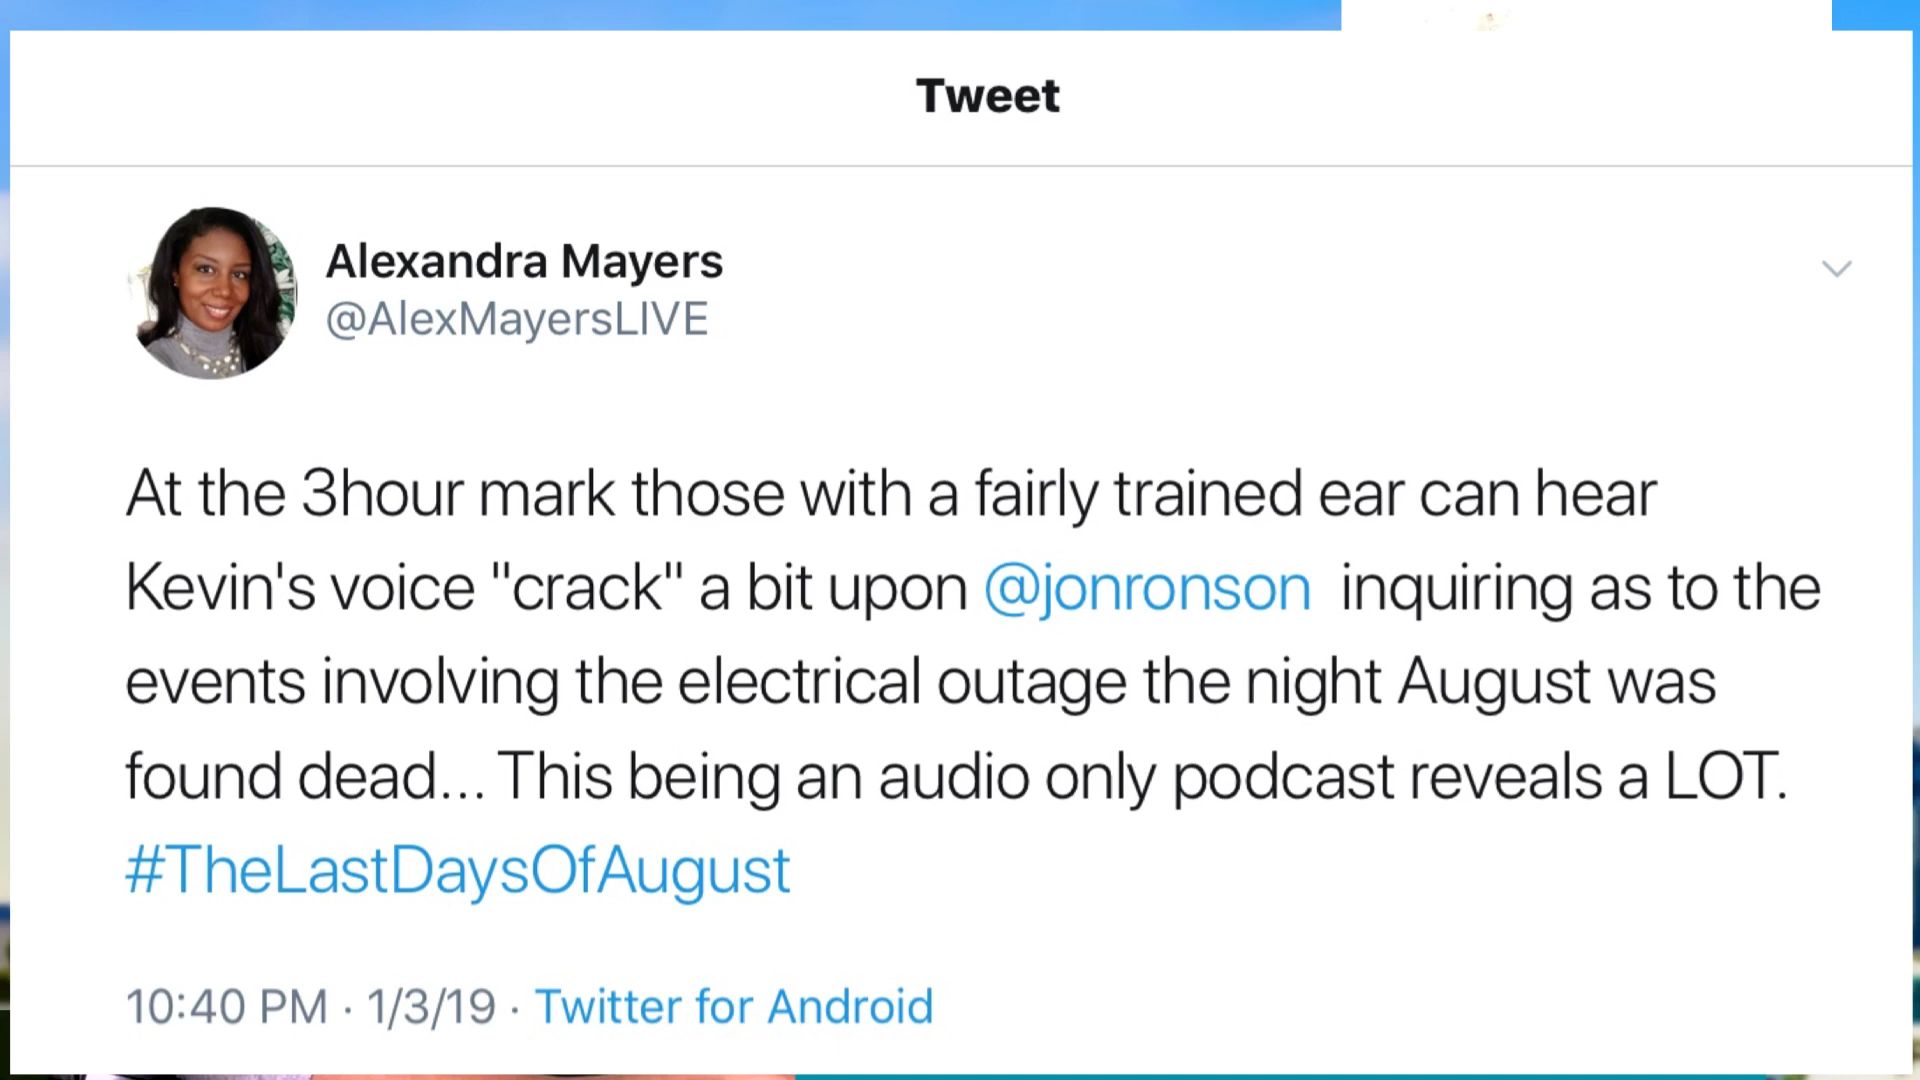 Tweet
Alexandra Mayers
@AlexMayersLIVE
At the 3hour mark those with a fairly trained ear can hear
Kevin's voice "crack" a bit upon @jonronson inquiring as to the
events involving the electrical outage the night August was
found dead... This being an audio only podcast reveals a LOT.
#TheLastDaysOfAugust
10:40 PM · 1/3/19 · Twitter for Android